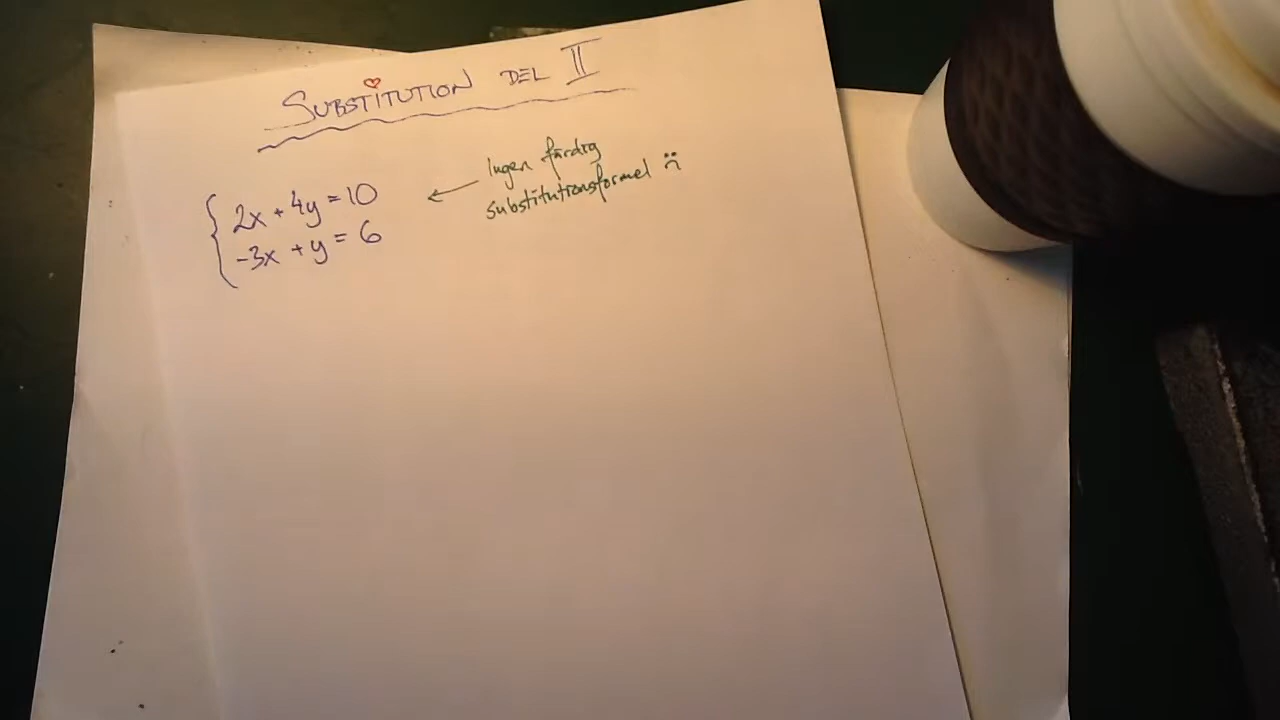 SUBSTITUTION DEL II
2x + 4y = 10
-3x + y = 6
Ingen färdig
substitutionsformel